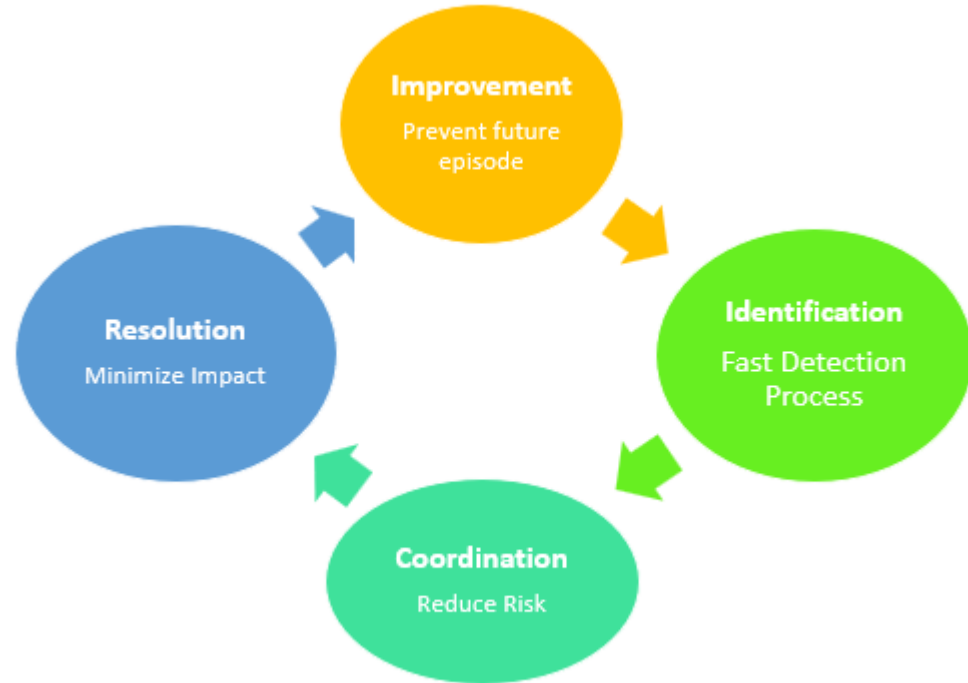 Improvement
Prevent future
episode
Identification
Fast Detection
Process
Resolution
Minimize Impact
Coordination
Reduce Risk